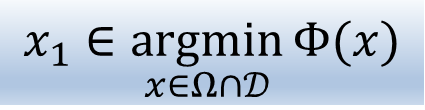 x₁ ∈ argmin Φ(x)
x∈Ω∩𝒟